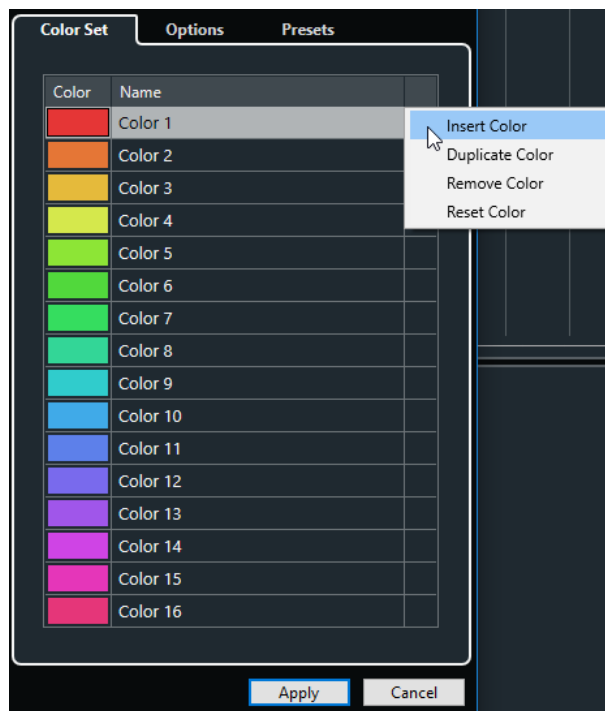 Color Set Options Presets
Color Name
Color 1
Insert Color
Color 2
Duplicate Color
Color 3
Remove Color
Color 4
Reset Color
Color 5
Color 6
Color 7
Color 8
Color 9
Color 10
Color 11
Color 12
Color 13
Color 14
Color 15
Color 16
Apply Cancel